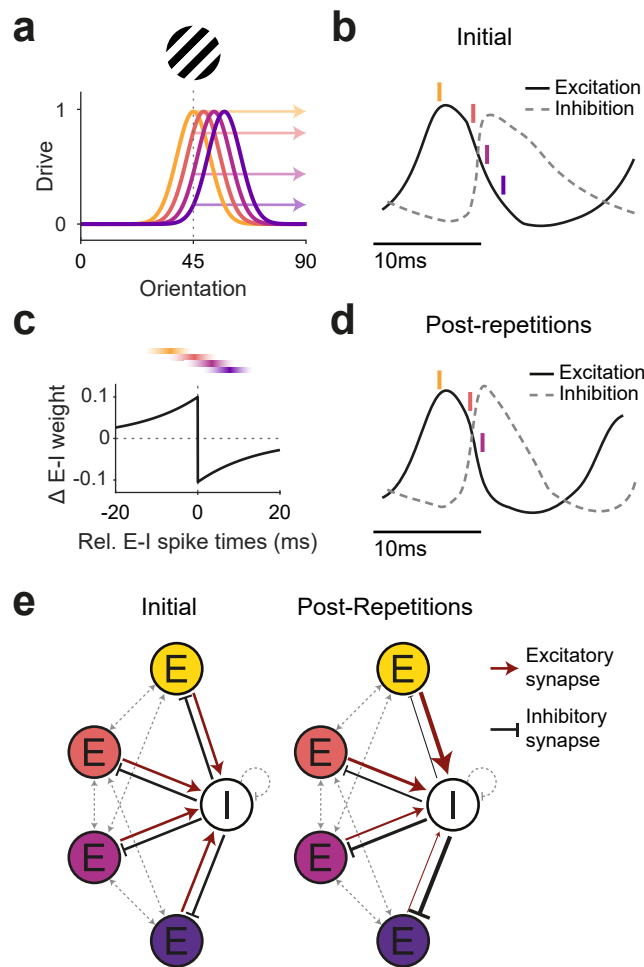 a
1
Drive
0
0
45
90
Orientation
b
Initial
Excitation
Inhibition
10ms
c
0.1
0
-0.1
Δ E-I weight
-20
0
20
Rel. E-I spike times (ms)
d
Post-repetitions
Excitation
Inhibition
10ms
e
Initial
Post-Repetitions
E
E
E
E
I
E
E
E
E
I
Excitatory
synapse
Inhibitory
synapse